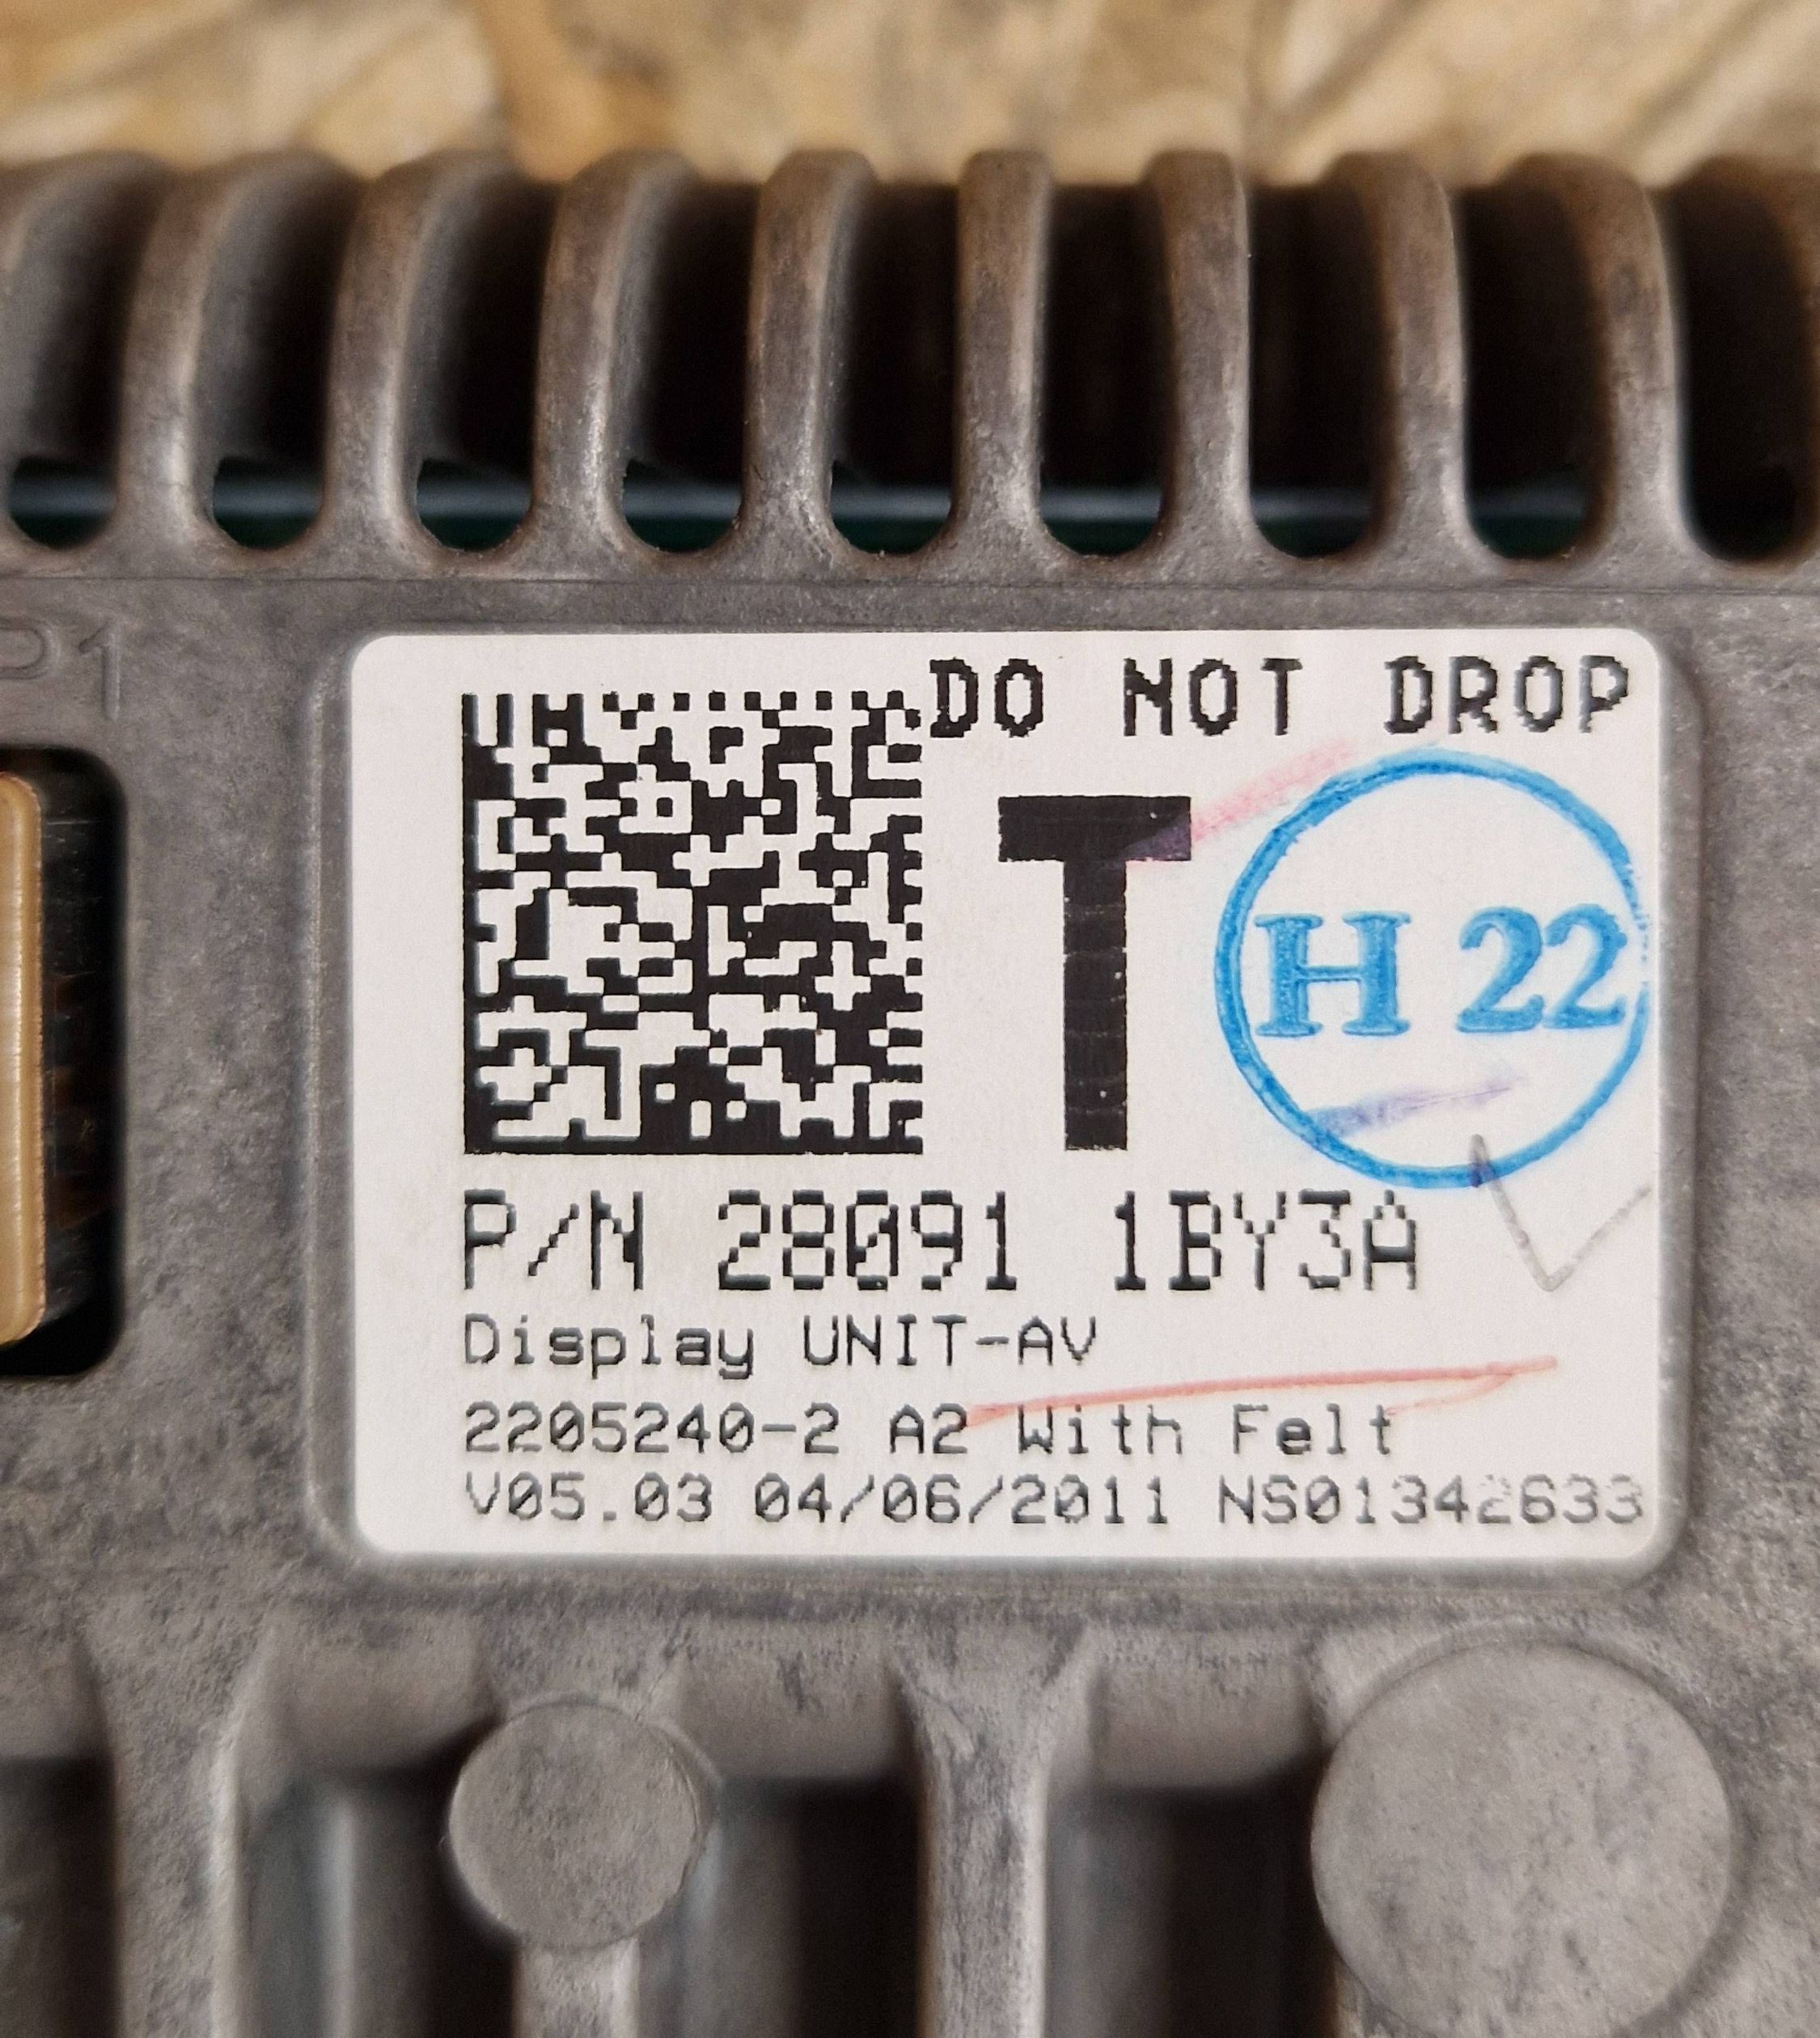 DO NOT DROP
T
H 22
P/N 28091 1BY3A
Display UNIT-AV
2205240-2 A2 With Felt
V05.03 04/06/2011 NS01342633